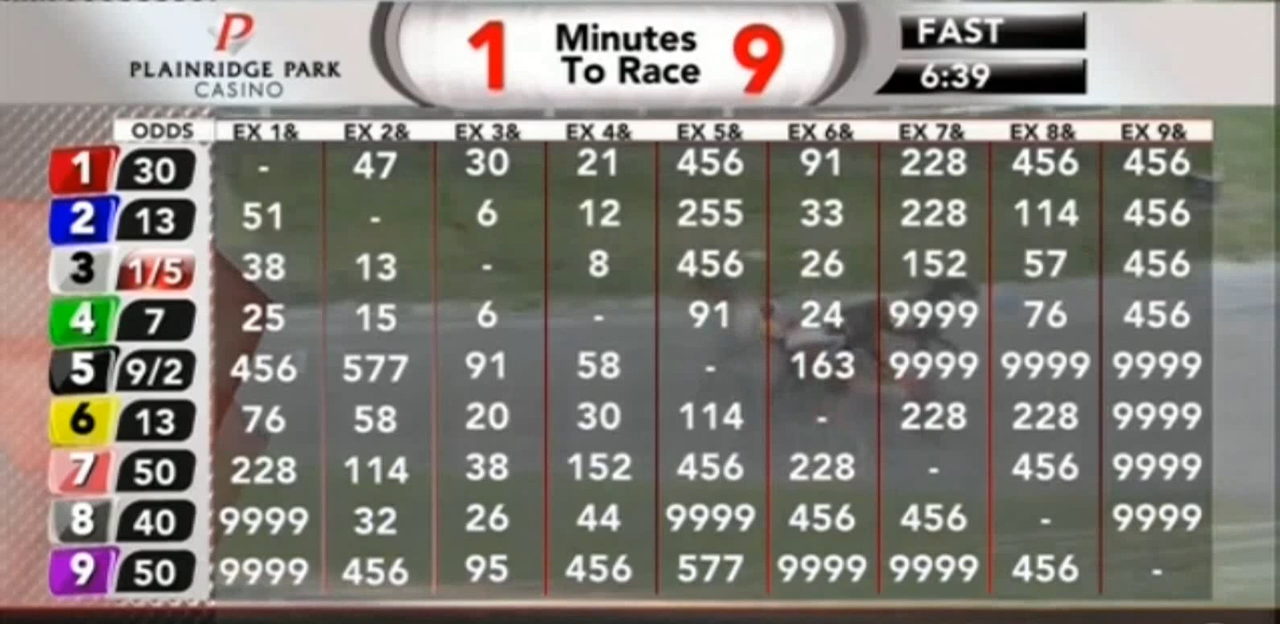 P
PLAINRIDGE PARK
CASINO
1 Minutes To Race 9
FAST
6:39
ODDS EX 1& EX 2& EX 3& EX 4& EX 5& EX 6& EX 7& EX 8& EX 9&
1 30 - 47 30 21 456 91 228 456 456
2 13 51 - 6 12 255 33 228 114 456
3 1/5 38 13 - 8 456 26 152 57 456
4 7 25 15 6 - 91 24 9999 76 456
5 9/2 456 577 91 58 - 163 9999 9999 9999
6 13 76 58 20 30 114 - 228 228 9999
7 50 228 114 38 152 456 228 - 456 9999
8 40 9999 32 26 44 9999 456 456 - 9999
9 50 9999 456 95 456 577 9999 9999 456 -